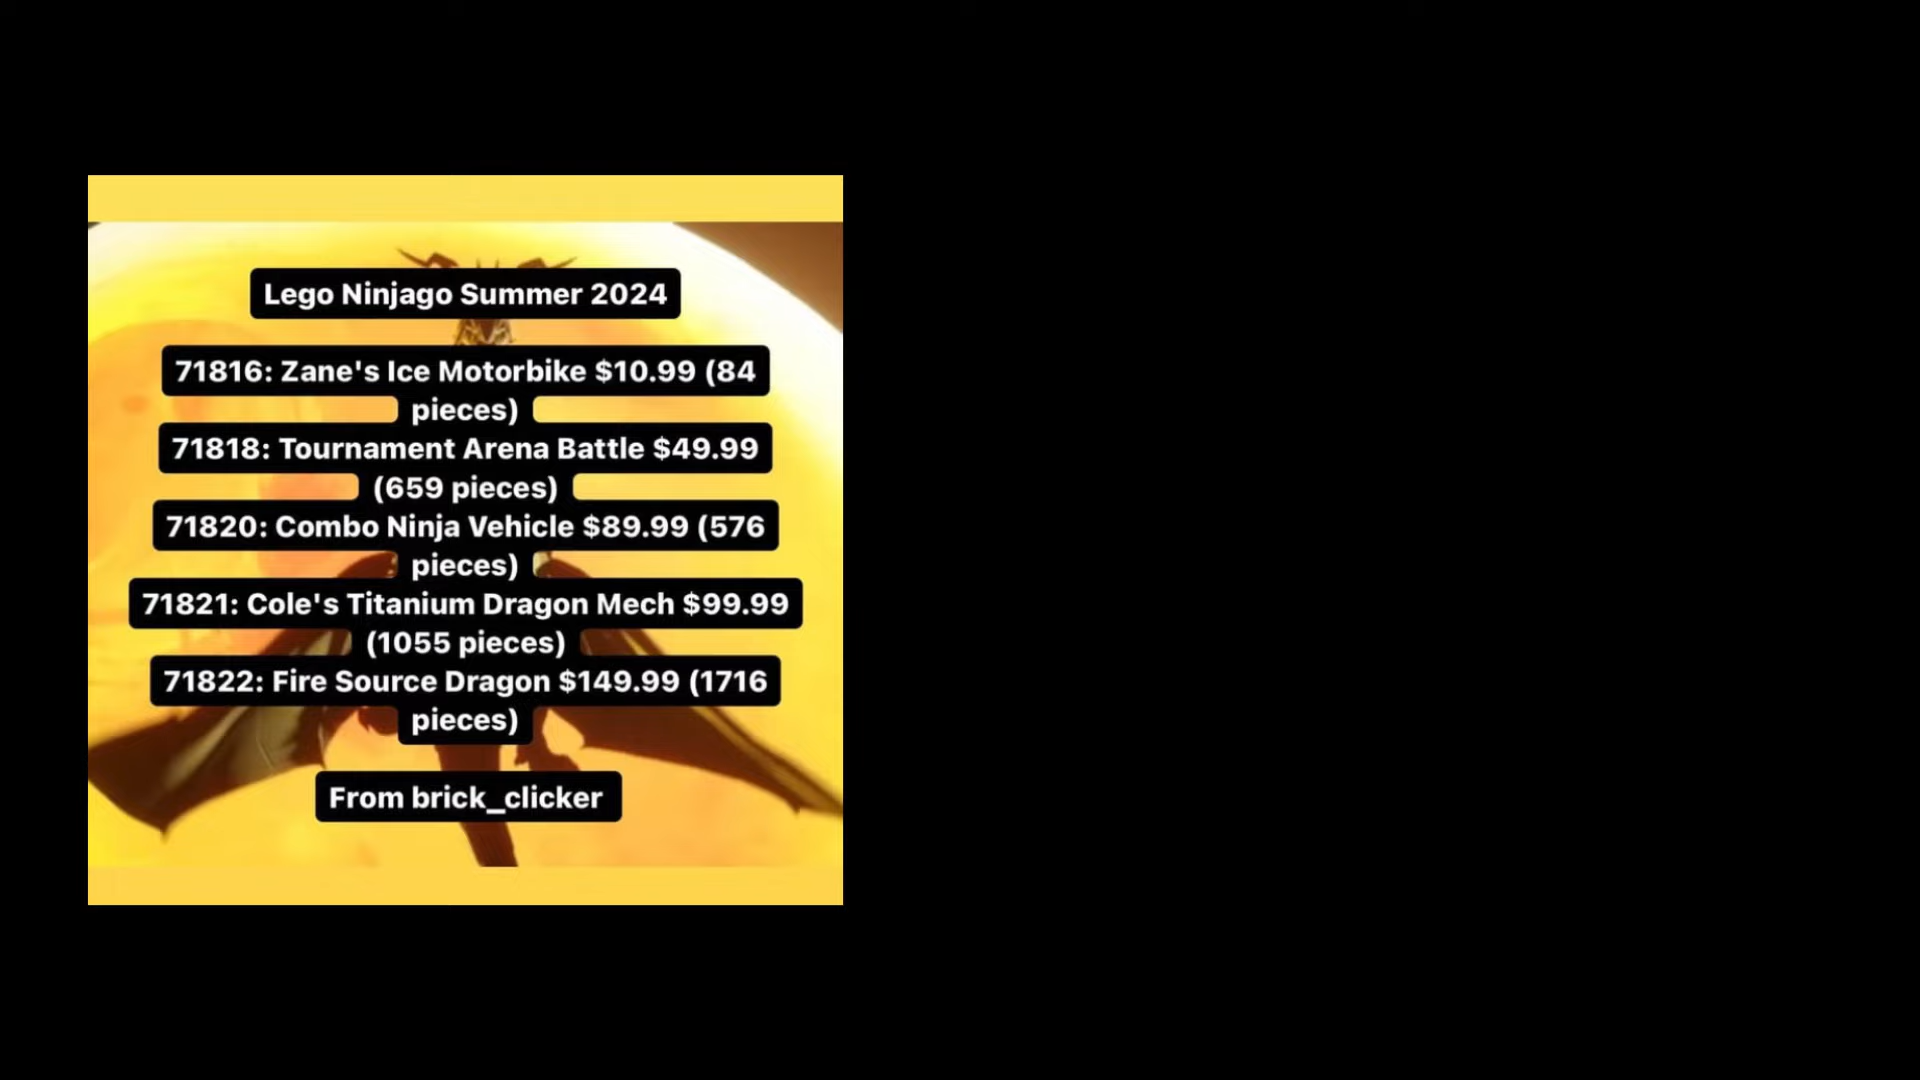 Lego Ninjago Summer 2024
71816: Zane's Ice Motorbike $10.99 (84
pieces)
71818: Tournament Arena Battle $49.99
(659 pieces)
71820: Combo Ninja Vehicle $89.99 (576
pieces)
71821: Cole's Titanium Dragon Mech $99.99
(1055 pieces)
71822: Fire Source Dragon $149.99 (1716
pieces)
From brick_clicker